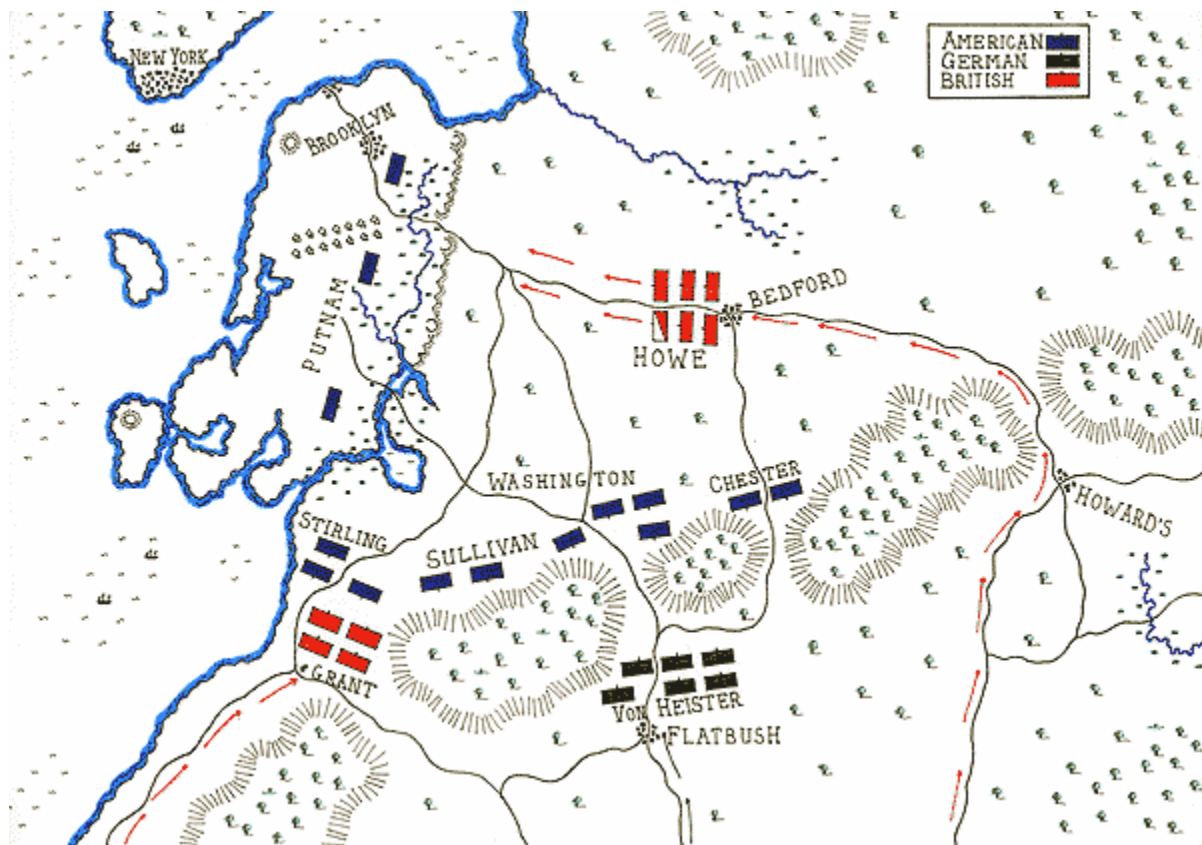 NEW YORK
AMERICAN
GERMAN
BRITISH
BROOKLYN
PUTNAM
BEDFORD
HOWE
WASHINGTON
CHESTER
HOWARD'S
STIRLING
SULLIVAN
GRANT
VON HEISTER
FLATBUSH